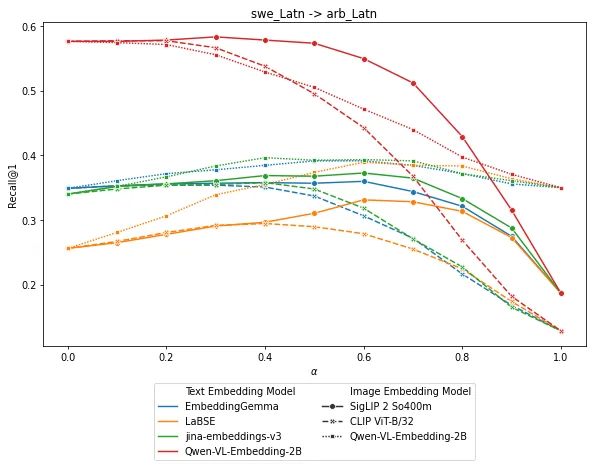 swe_Latn -> arb_Latn
Recall@1
0.6
0.5
0.4
0.3
0.2
0.0 0.2 0.4 0.6 0.8 1.0
α
Text Embedding Model Image Embedding Model
EmbeddingGemma SigLIP 2 So400m
LaBSE CLIP ViT-B/32
jina-embeddings-v3 Qwen-VL-Embedding-2B
Qwen-VL-Embedding-2B